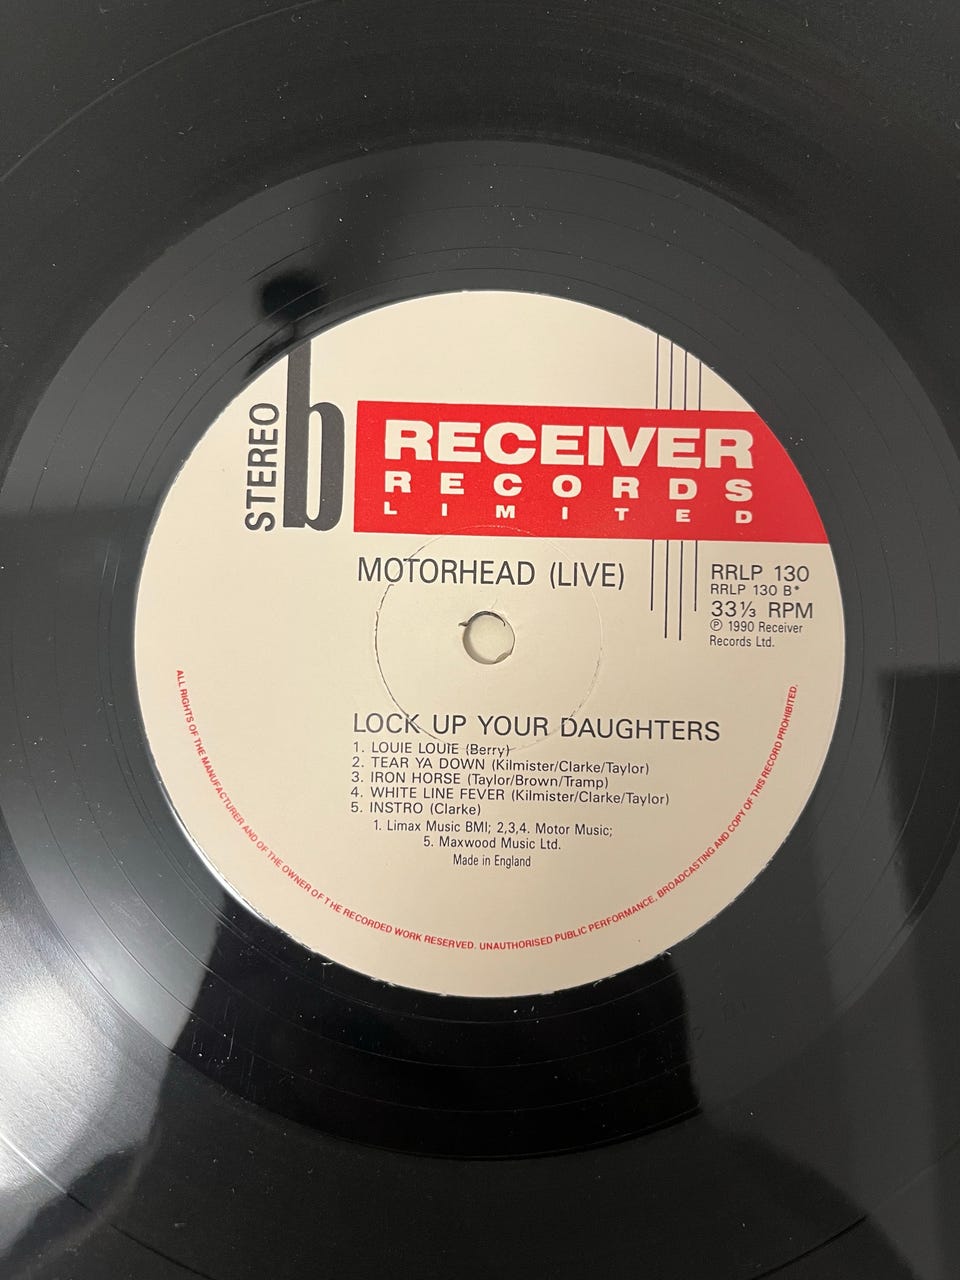 STEREO
b
RECEIVER
RECORDS
LIMITED
MOTORHEAD (LIVE)
RRLP 130
RRLP 130 B*
33⅓ RPM
℗ 1990 Receiver
Records Ltd.
LOCK UP YOUR DAUGHTERS
1. LOUIE LOUIE (Berry)
2. TEAR YA DOWN (Kilmister/Clarke/Taylor)
3. IRON HORSE (Taylor/Brown/Tramp)
4. WHITE LINE FEVER (Kilmister/Clarke/Taylor)
5. INSTRO (Clarke)
1. Limax Music BMI; 2,3,4. Motor Music;
5. Maxwood Music Ltd.
Made in England
ALL RIGHTS OF THE MANUFACTURER AND OF THE OWNER OF THE RECORDED WORK RESERVED. UNAUTHORISED PUBLIC PERFORMANCE, BROADCASTING AND COPY OF THIS RECORD PROHIBITED.